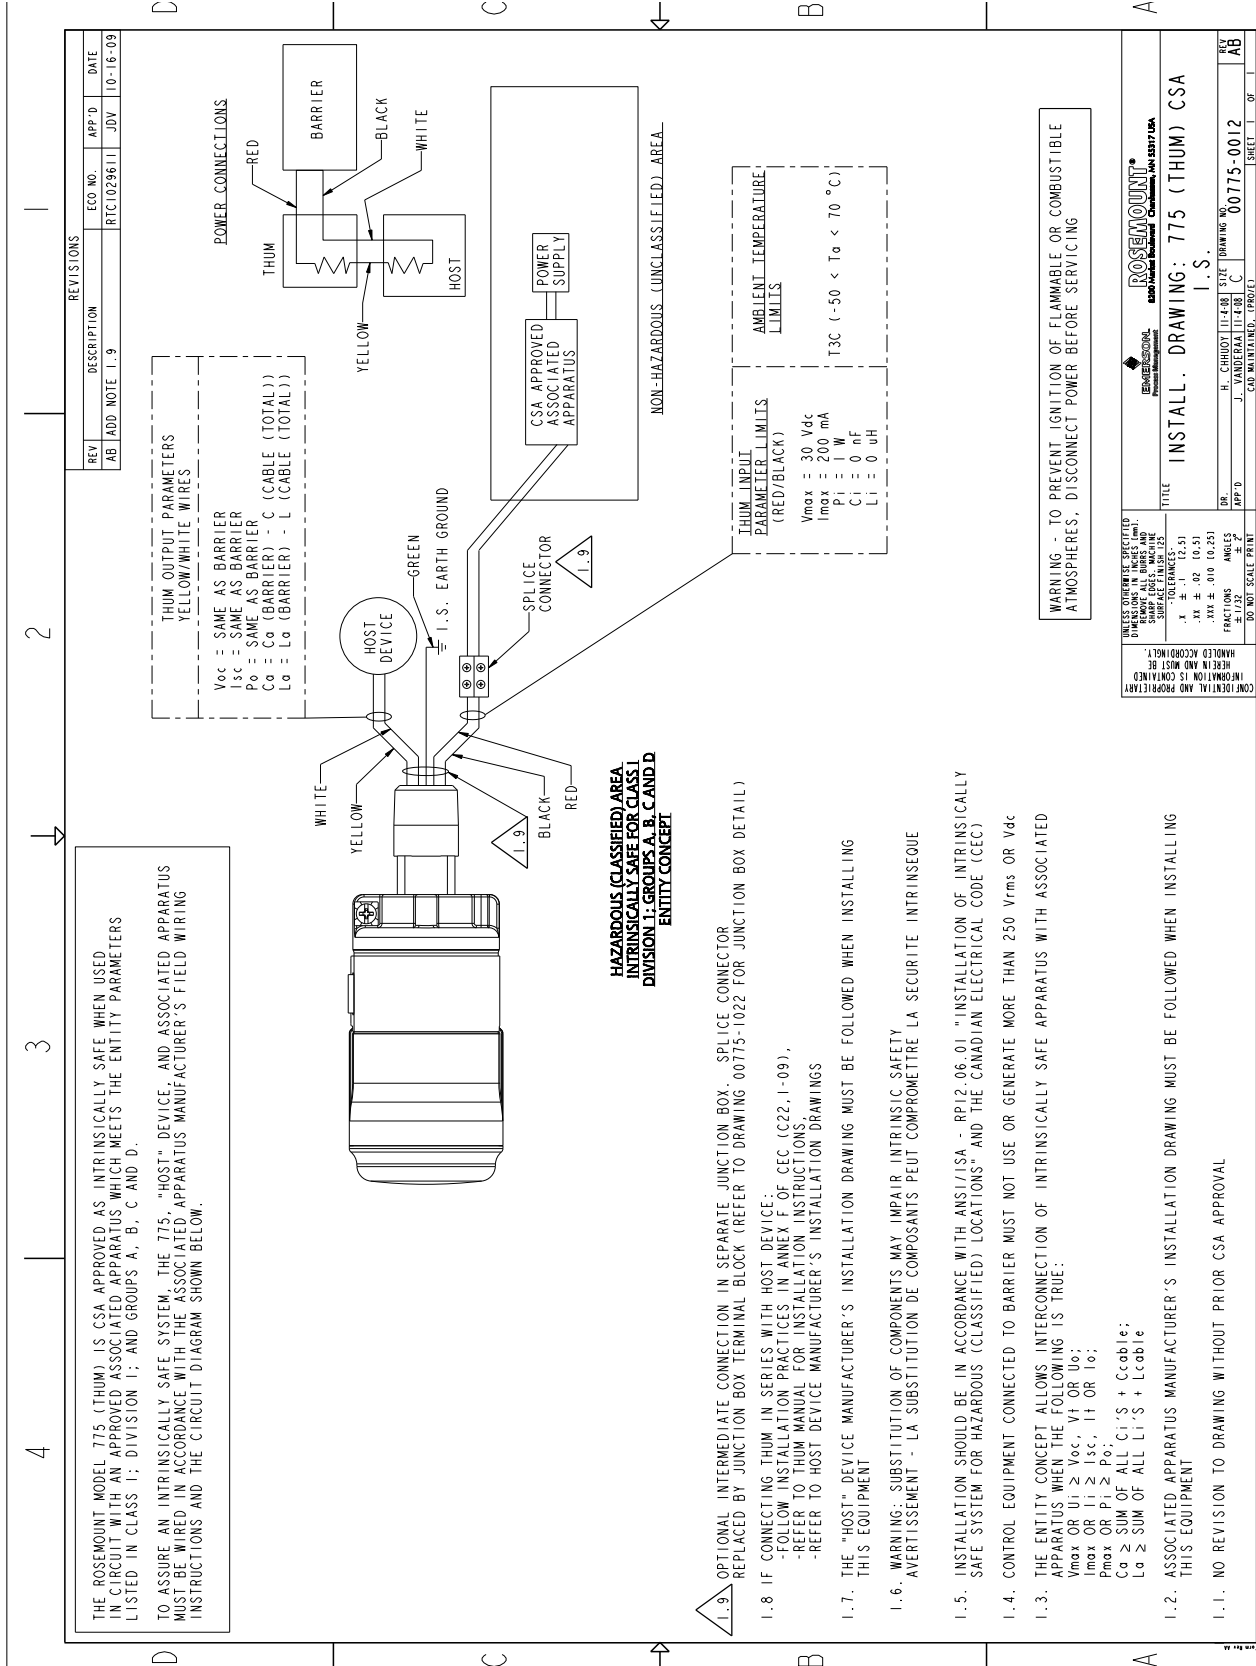 4
3
2
1
D
C
B
A
REVISIONS
REV DESCRIPTION ECO NO. APP'D DATE
AB ADD NOTE 1.9 RTC1029611 JDV 10-16-09
THE ROSEMOUNT MODEL 775 (THUM) IS CSA APPROVED AS INTRINSICALLY SAFE WHEN USED
IN CIRCUIT WITH AN APPROVED ASSOCIATED APPARATUS WHICH MEETS THE ENTITY PARAMETERS
LISTED IN CLASS I; DIVISION I; AND GROUPS A, B, C AND D.
TO ASSURE AN INTRINSICALLY SAFE SYSTEM, THE 775, "HOST" DEVICE, AND ASSOCIATED APPARATUS
MUST BE WIRED IN ACCORDANCE WITH THE ASSOCIATED APPARATUS MANUFACTURER'S FIELD WIRING
INSTRUCTIONS AND THE CIRCUIT DIAGRAM SHOWN BELOW.
THUM OUTPUT PARAMETERS
YELLOW/WHITE WIRES
Voc = SAME AS BARRIER
Isc = SAME AS BARRIER
Po = SAME AS BARRIER
Ca = Ca (BARRIER) - C (CABLE (TOTAL))
La = La (BARRIER) - L (CABLE (TOTAL))
POWER CONNECTIONS
RED
THUM
BARRIER
BLACK
WHITE
YELLOW
HOST
WHITE
YELLOW
HOST
DEVICE
GREEN
I.S. EARTH GROUND
1.9
BLACK
RED
SPLICE
CONNECTOR
1.9
CSA APPROVED
ASSOCIATED
APPARATUS
POWER
SUPPLY
NON-HAZARDOUS (UNCLASSIFIED) AREA
HAZARDOUS (CLASSIFIED) AREA
INTRINSICALLY SAFE FOR CLASS I
DIVISION 1; GROUPS A, B, C AND D
ENTITY CONCEPT
THUM INPUT
PARAMETER LIMITS
(RED/BLACK)
Vmax = 30 Vdc
Imax = 200 mA
Pi = 1 W
Ci = 0 nF
Li = 0 uH
AMBIENT TEMPERATURE
LIMITS
T3C (-50 < Ta < 70 °C)
1.9 OPTIONAL INTERMEDIATE CONNECTION IN SEPARATE JUNCTION BOX. SPLICE CONNECTOR
REPLACED BY JUNCTION BOX TERMINAL BLOCK (REFER TO DRAWING 00775-1022 FOR JUNCTION BOX DETAIL)
1.8 IF CONNECTING THUM IN SERIES WITH HOST DEVICE:
-FOLLOW INSTALLATION PRACTICES IN ANNEX F OF CEC (C22.1-09),
-REFER TO THUM MANUAL FOR INSTALLATION INSTRUCTIONS,
-REFER TO HOST DEVICE MANUFACTURER'S INSTALLATION DRAWINGS
1.7. THE "HOST" DEVICE MANUFACTURER'S INSTALLATION DRAWING MUST BE FOLLOWED WHEN INSTALLING
THIS EQUIPMENT
1.6. WARNING: SUBSTITUTION OF COMPONENTS MAY IMPAIR INTRINSIC SAFETY
AVERTISSEMENT - LA SUBSTITUTION DE COMPOSANTS PEUT COMPROMETTRE LA SECURITE INTRINSEQUE
1.5. INSTALLATION SHOULD BE IN ACCORDANCE WITH ANSI/ISA - RP12.06.01 "INSTALLATION OF INTRINSICALLY
SAFE SYSTEM FOR HAZARDOUS (CLASSIFIED) LOCATIONS" AND THE CANADIAN ELECTRICAL CODE (CEC)
1.4. CONTROL EQUIPMENT CONNECTED TO BARRIER MUST NOT USE OR GENERATE MORE THAN 250 Vrms OR Vdc
1.3. THE ENTITY CONCEPT ALLOWS INTERCONNECTION OF INTRINSICALLY SAFE APPARATUS WITH ASSOCIATED
APPARATUS WHEN THE FOLLOWING IS TRUE:
Vmax OR Ui ≥ Voc, Vt OR Uo;
Imax OR Ii ≥ Isc, It OR Io;
Pmax OR Pi ≥ Po;
Ca ≥ SUM OF ALL Ci'S + Ccable;
La ≥ SUM OF ALL Li'S + Lcable
1.2. ASSOCIATED APPARATUS MANUFACTURER'S INSTALLATION DRAWING MUST BE FOLLOWED WHEN INSTALLING
THIS EQUIPMENT
1.1. NO REVISION TO DRAWING WITHOUT PRIOR CSA APPROVAL
WARNING - TO PREVENT IGNITION OF FLAMMABLE OR COMBUSTIBLE
ATMOSPHERES, DISCONNECT POWER BEFORE SERVICING
CONFIDENTIAL AND PROPRIETARY
INFORMATION IS CONTAINED
HEREIN AND MUST BE
HANDLED ACCORDINGLY.
UNLESS OTHERWISE SPECIFIED
DIMENSIONS IN INCHES [mm].
REMOVE ALL BURRS AND
SHARP EDGES. MACHINE
SURFACE FINISH 125
-TOLERANCES-
.X ± .1 [2,5]
.XX ± .02 [0,5]
.XXX ± .010 [0,25]
FRACTIONS ANGLES
± 1/32 ± 2°
DO NOT SCALE PRINT
EMERSON
Process Management
ROSEMOUNT®
8200 Market Boulevard Chanhassen, MN 55317 USA
TITLE
INSTALL. DRAWING: 775 (THUM) CSA
I.S.
DR. H. CHHUOY 11-4-08
APP'D J. VANDERAA 11-4-08
SIZE C
DRAWING NO. 00775-0012
REV AB
CAD MAINTAINED, (PRO/E)
SHEET 1 OF 1
D
C
B
A